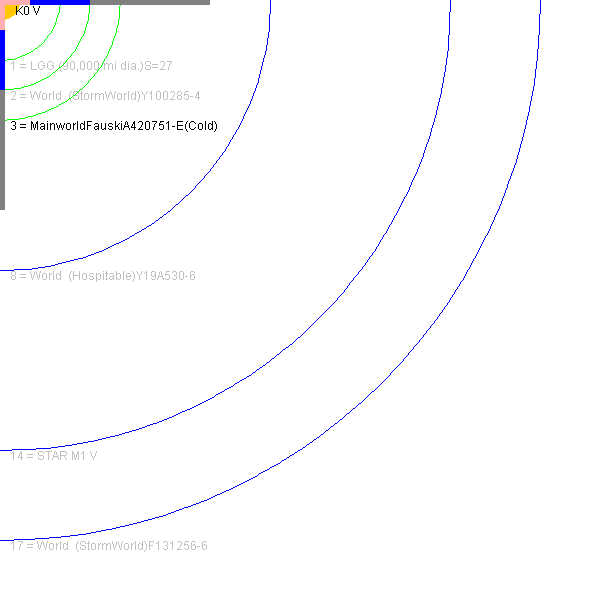 K0 V
1 = LGG (90,000 mi dia.)S=27
2 = World  (StormWorld)Y100285-4
3 = MainworldFauskiA420751-E(Cold)
8 = World  (Hospitable)Y19A530-6
14 = STAR M1 V
17 = World  (StormWorld)F131256-6